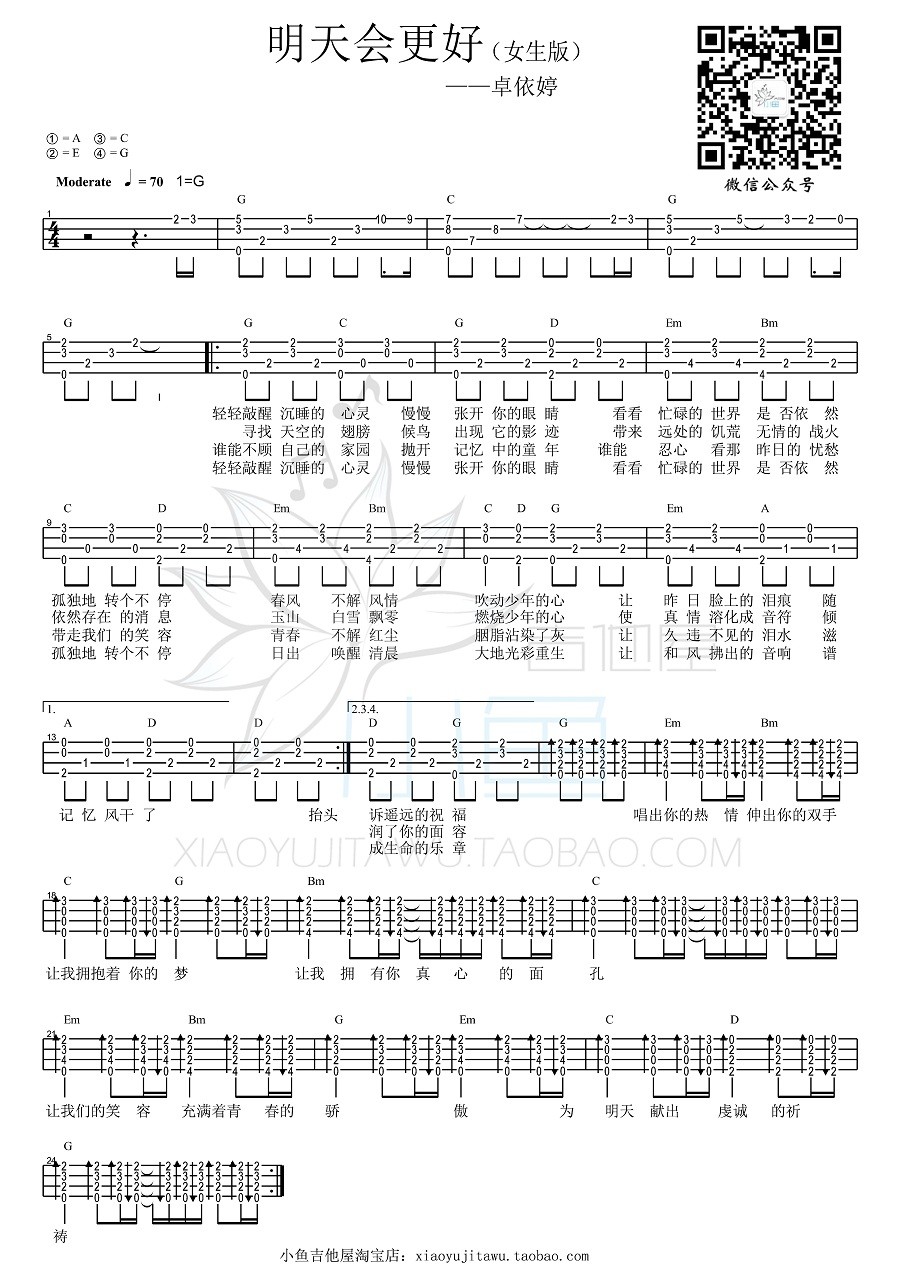 明天会更好（女生版）
——卓依婷
微信公众号
①=A ③=C
②=E ④=G
Moderate ♩=70 1=G
G C G
G G C G D Em Bm
轻轻敲醒 沉睡的 心灵 慢慢 张开 你的眼 睛 看看 忙碌的 世界 是 否依 然
寻找 天空的 翅膀 候鸟 出现 它的影 迹 带来 远处的 饥荒 无情的 战火
谁能不顾 自己的 家园 抛开 记忆 中的童 年 谁能 忍心 看那 昨日的 忧愁
轻轻敲醒 沉睡的 心灵 慢慢 张开 你的眼 睛 看看 忙碌的 世界 是 否依 然
C D Em Bm C D G Em A
孤独地 转个不 停 春风 不解 风情 吹动少年的心 让 昨 日 脸上的 泪痕 随
依然存在 的消 息 玉山 白雪 飘零 燃烧少年的心 使 真 情 溶化成 音符 倾
带走我们 的笑 容 青春 不解 红尘 胭脂沾染了灰 让 久 违 不见的 泪水 滋
孤独地 转个不 停 日出 唤醒 清晨 大地光彩重生 让 和 风 拂出的 音响 谱
1. 2.3.4.
A D D D G G Em Bm
记 忆 风干 了 抬头 诉遥远的祝 福 唱出你的热 情 伸出你的双手
润了你的面 容
成生命的乐 章
XIAOYUJITAWU.TAOBAO.COM
C G Bm C
让我拥抱着 你的 梦 让我 拥 有你 真 心 的 面 孔
Em Bm G Em C D
让我们的笑 容 充满着青 春的 骄 傲 为 明天 献出 虔诚 的祈
G
祷
小鱼吉他屋淘宝店：xiaoyujitawu.taobao.com